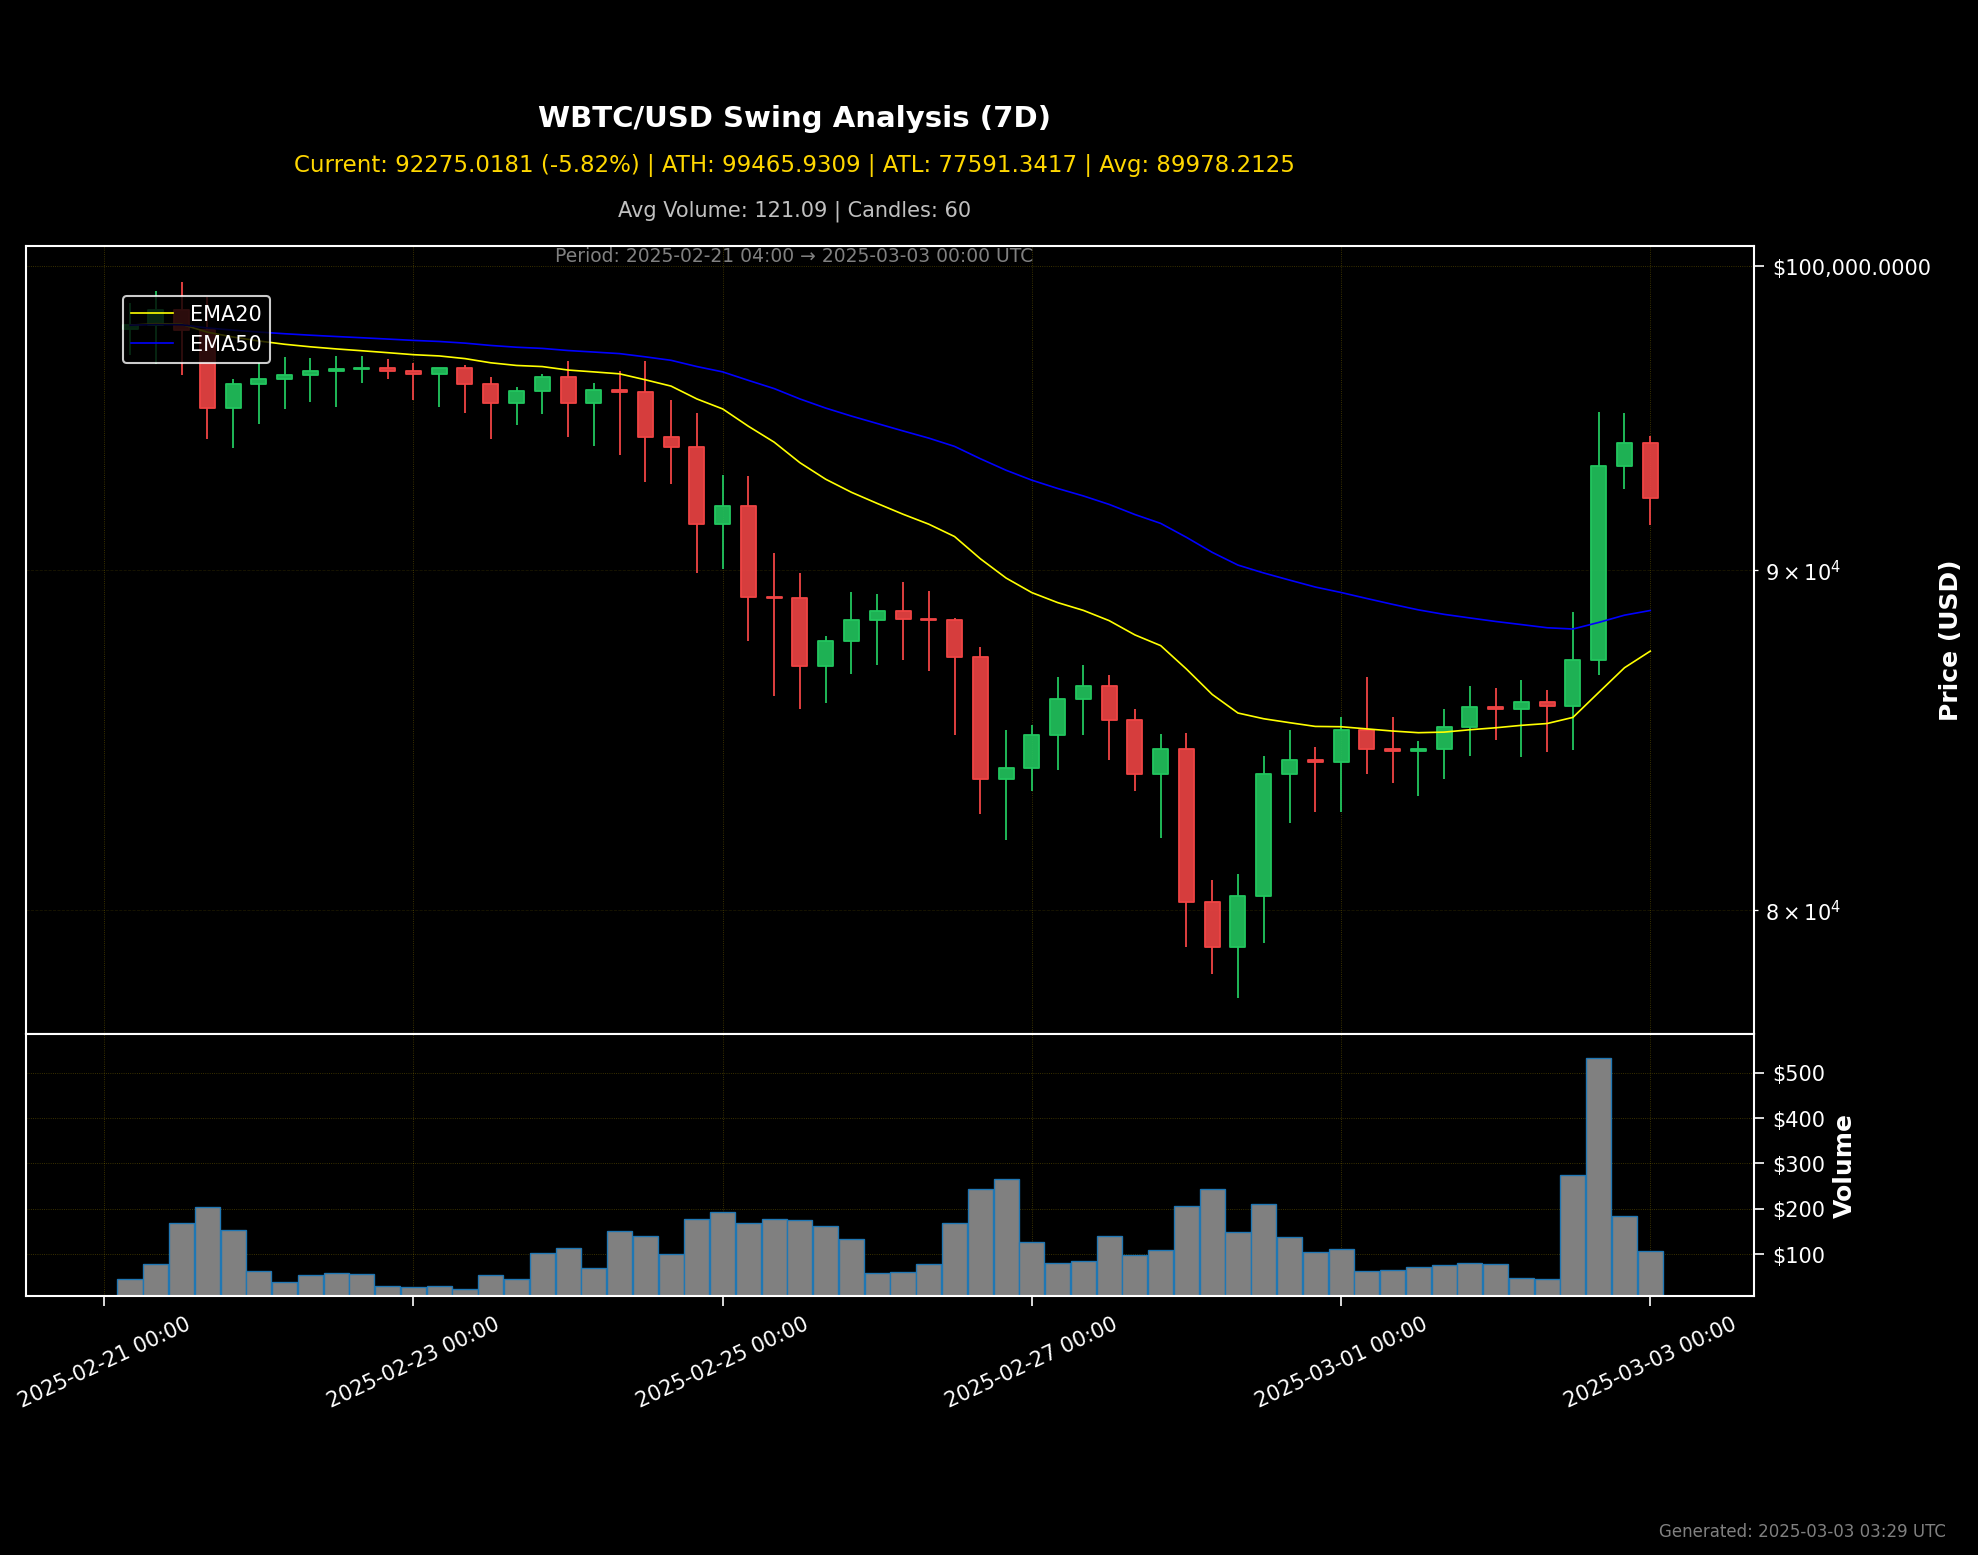 WBTC/USD Swing Analysis (7D)
Current: 92275.0181 (-5.82%) | ATH: 99465.9309 | ATL: 77591.3417 | Avg: 89978.2125
Avg Volume: 121.09 | Candles: 60
Period: 2025-02-21 04:00 → 2025-03-03 00:00 UTC
EMA20
EMA50
$100,000.0000
9 × 10⁴
8 × 10⁴
Price (USD)
$500
$400
$300
$200
$100
Volume
2025-02-21 00:00
2025-02-23 00:00
2025-02-25 00:00
2025-02-27 00:00
2025-03-01 00:00
2025-03-03 00:00
Generated: 2025-03-03 03:29 UTC